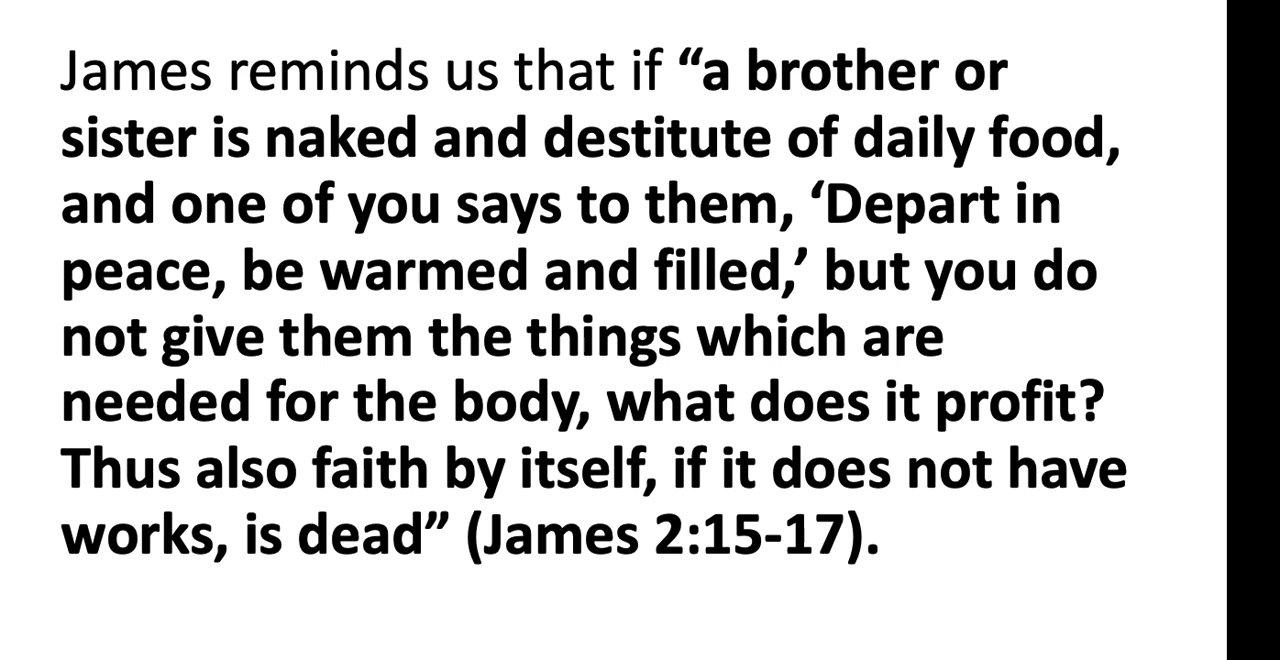 James reminds us that if “a brother or
sister is naked and destitute of daily food,
and one of you says to them, ‘Depart in
peace, be warmed and filled,’ but you do
not give them the things which are
needed for the body, what does it profit?
Thus also faith by itself, if it does not have
works, is dead” (James 2:15-17).